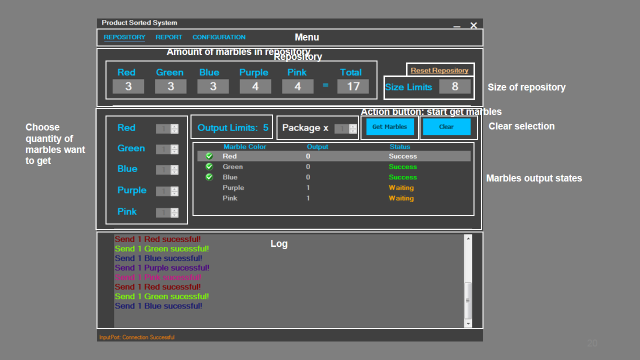 Product Sorted System
REPOSITORY REPORT CONFIGURATION
Menu
Amount of marbles in repository
Repository
Red Green Blue Purple Pink Total
3 3 3 4 4 = 17
Reset Repository
Size Limits 8
Size of repository
Choose
quantity of
marbles want
to get
Red
Green
Blue
Purple
Pink
Output Limits: 5
Package x
Action button: start get marbles
Get Marbles
Clear
Clear selection
Marble Color Output Status
Red 0 Success
Green 0 Success
Blue 0 Success
Purple 1 Waiting
Pink 1 Waiting
Marbles output states
Log
Send 1 Red sucessful!
Send 1 Green sucessful!
Send 1 Blue sucessful!
Send 1 Purple sucessful!
Send 1 Pink sucessful!
Send 1 Red sucessful!
Send 1 Green sucessful!
Send 1 Blue sucessful!
InputPort: Connection Successful